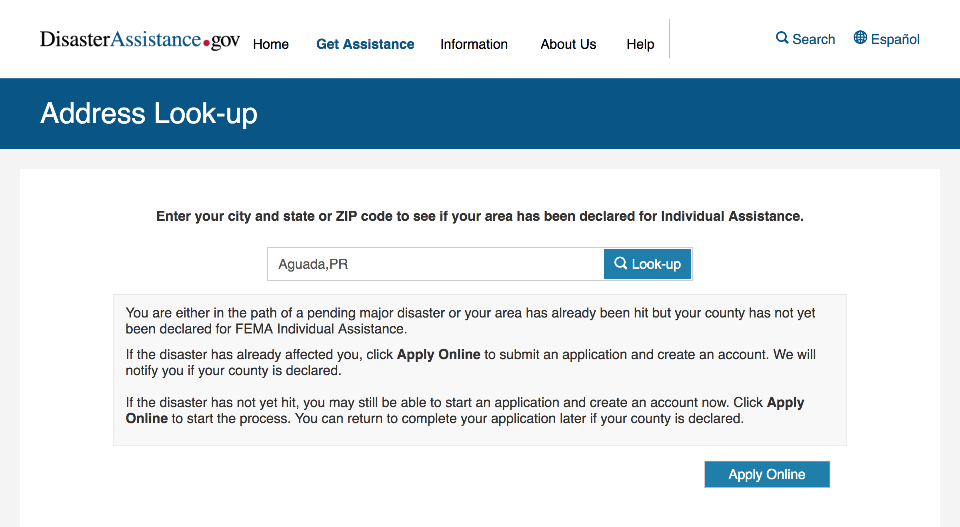 DisasterAssistance.gov Home Get Assistance Information About Us Help Search Español
Address Look-up
Enter your city and state or ZIP code to see if your area has been declared for Individual Assistance.
Aguada,PR Look-up
You are either in the path of a pending major disaster or your area has already been hit but your county has not yet
been declared for FEMA Individual Assistance.
If the disaster has already affected you, click Apply Online to submit an application and create an account. We will
notify you if your county is declared.
If the disaster has not yet hit, you may still be able to start an application and create an account now. Click Apply
Online to start the process. You can return to complete your application later if your county is declared.
Apply Online